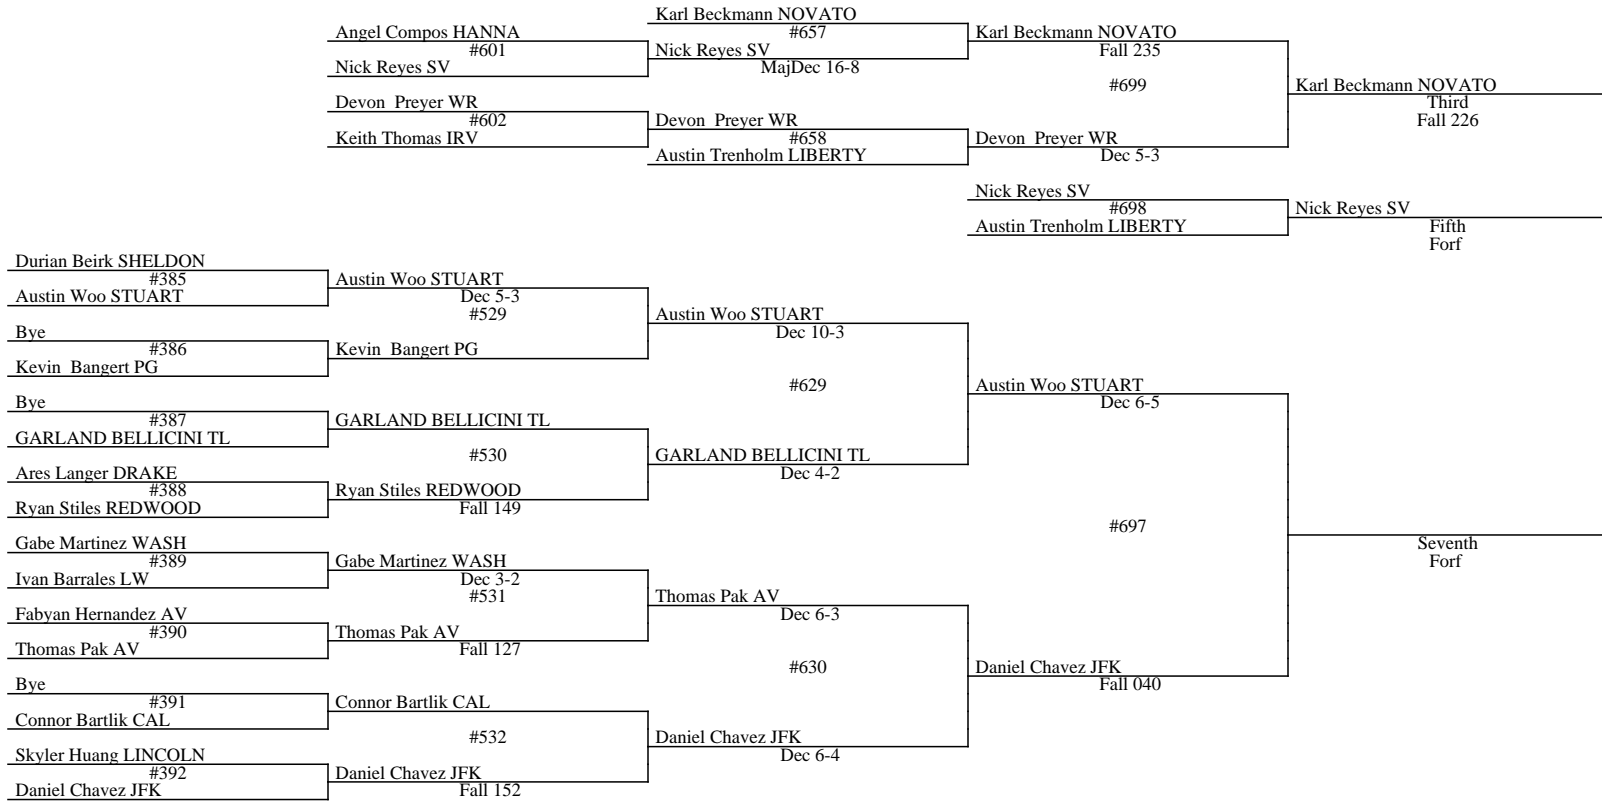 Karl Beckmann NOVATO
Angel Compos HANNA
#657
Karl Beckmann NOVATO
#601
Nick Reyes SV
Fall 235
Nick Reyes SV
MajDec 16-8
#699
Karl Beckmann NOVATO
Devon  Preyer WR
Third
#602
Devon  Preyer WR
Fall 226
Keith Thomas IRV
#658
Devon  Preyer WR
Austin Trenholm LIBERTY
Dec 5-3
Nick Reyes SV
#698
Nick Reyes SV
Austin Trenholm LIBERTY
Fifth
Forf
Durian Beirk SHELDON
#385
Austin Woo STUART
Austin Woo STUART
Dec 5-3
#529
Austin Woo STUART
Bye
Dec 10-3
#386
Kevin  Bangert PG
Kevin  Bangert PG
#629
Austin Woo STUART
Bye
Dec 6-5
#387
GARLAND BELLICINI TL
GARLAND BELLICINI TL
#530
GARLAND BELLICINI TL
Ares Langer DRAKE
Dec 4-2
#388
Ryan Stiles REDWOOD
Ryan Stiles REDWOOD
Fall 149
#697
Gabe Martinez WASH
Seventh
#389
Gabe Martinez WASH
Forf
Ivan Barrales LW
Dec 3-2
#531
Thomas Pak AV
Fabyan Hernandez AV
Dec 6-3
#390
Thomas Pak AV
Thomas Pak AV
Fall 127
#630
Daniel Chavez JFK
Bye
Fall 040
#391
Connor Bartlik CAL
Connor Bartlik CAL
#532
Daniel Chavez JFK
Skyler Huang LINCOLN
Dec 6-4
#392
Daniel Chavez JFK
Daniel Chavez JFK
Fall 152